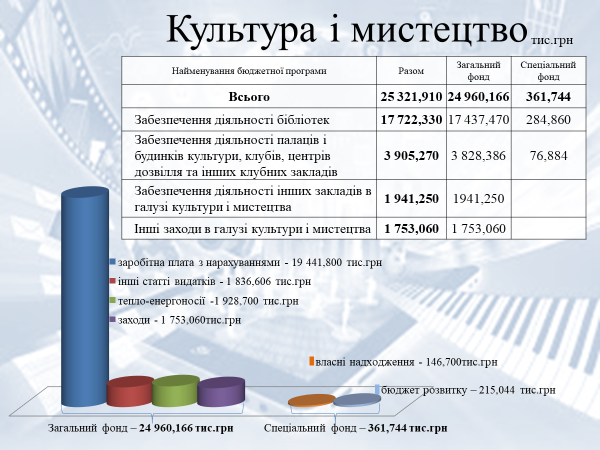 Культура і мистецтво тис.грн
Найменування бюджетної програми Разом Загальний фонд Спеціальний фонд
Всього 25 321,910 24 960,166 361,744
Забезпечення діяльності бібліотек 17 722,330 17 437,470 284,860
Забезпечення діяльності палаців і
будинків культури, клубів, центрів
дозвілля та інших клубних закладів 3 905,270 3 828,386 76,884
Забезпечення діяльності інших закладів в
галузі культури і мистецтва 1 941,250 1941,250
Інші заходи в галузі культури і мистецтва 1 753,060 1 753,060
заробітна плата з нарахуваннями - 19 441,800 тис.грн
інші статті видатків - 1 836,606 тис.грн
тепло-енергоносії -1 928,700 тис.грн
заходи - 1 753,060тис.грн
власні надходження - 146,700тис.грн
бюджет розвитку – 215,044 тис.грн
Загальний фонд – 24 960,166 тис.грн
Спеціальний фонд – 361,744 тис.грн